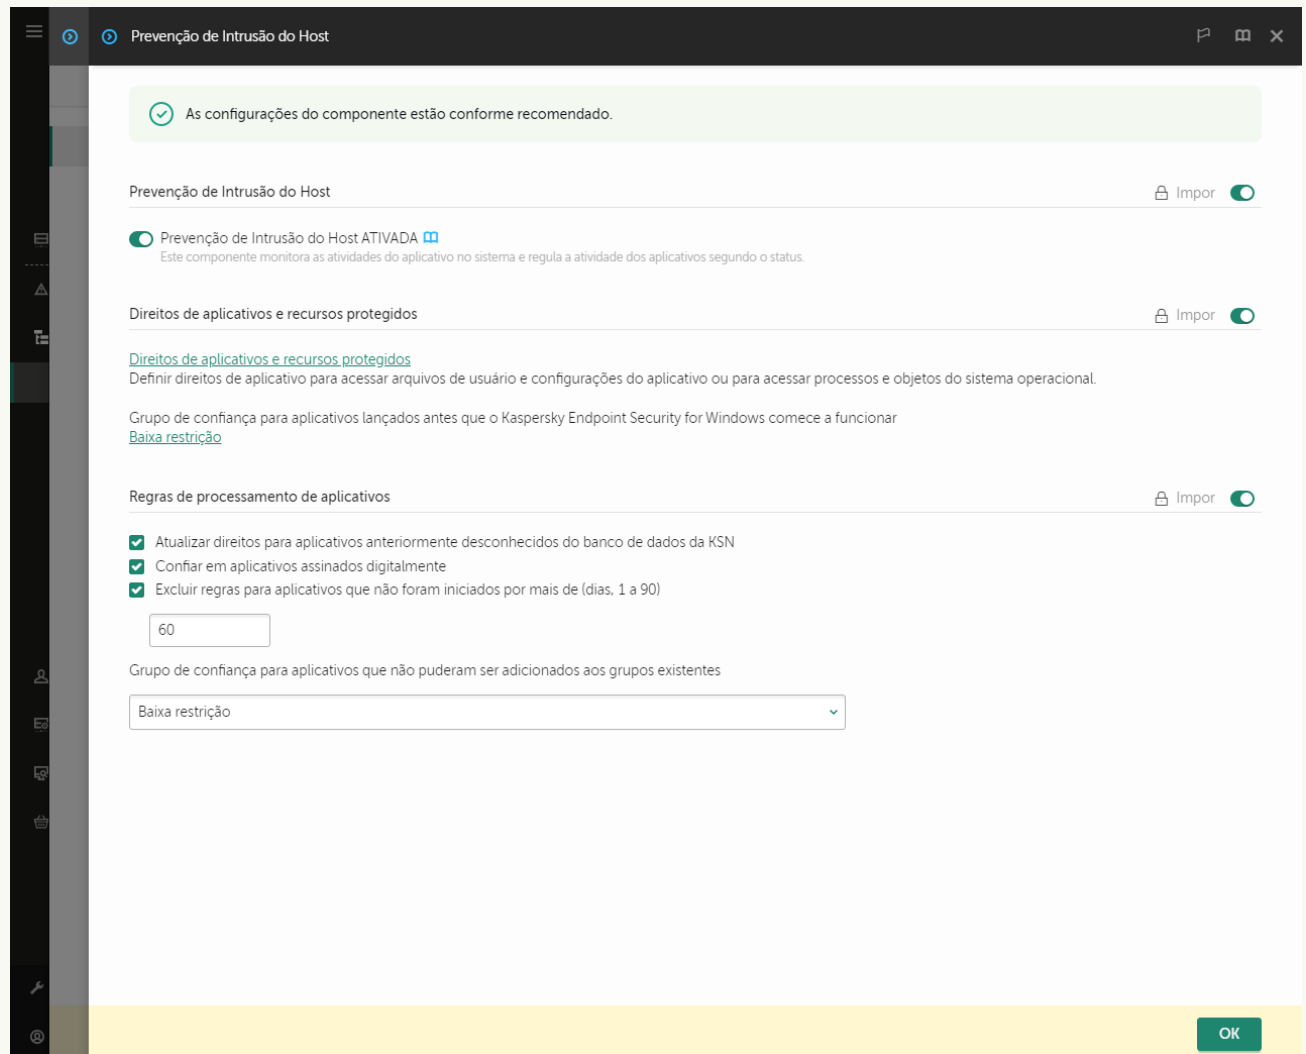 Prevenção de Intrusão do Host
As configurações do componente estão conforme recomendado.
Prevenção de Intrusão do Host
Impor
Prevenção de Intrusão do Host ATIVADA
Este componente monitora as atividades do aplicativo no sistema e regula a atividade dos aplicativos segundo o status.
Direitos de aplicativos e recursos protegidos
Impor
Direitos de aplicativos e recursos protegidos
Definir direitos de aplicativo para acessar arquivos de usuário e configurações do aplicativo ou para acessar processos e objetos do sistema operacional.
Grupo de confiança para aplicativos lançados antes que o Kaspersky Endpoint Security for Windows comece a funcionar
Baixa restrição
Regras de processamento de aplicativos
Impor
Atualizar direitos para aplicativos anteriormente desconhecidos do banco de dados da KSN
Confiar em aplicativos assinados digitalmente
Excluir regras para aplicativos que não foram iniciados por mais de (dias, 1 a 90)
60
Grupo de confiança para aplicativos que não puderam ser adicionados aos grupos existentes
Baixa restrição
OK